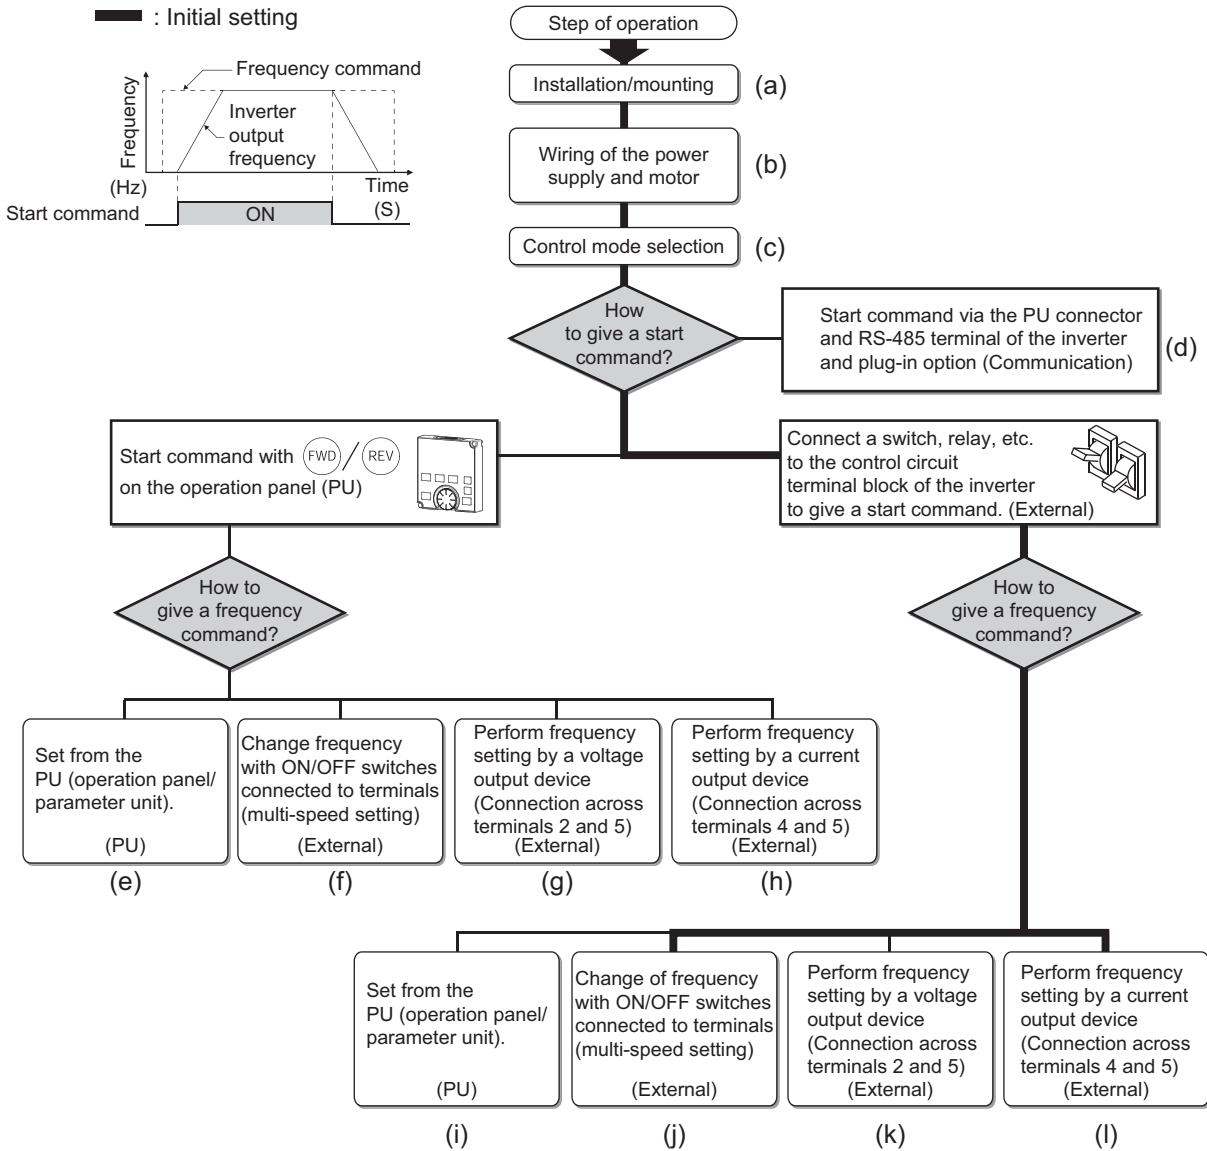 : Initial setting
Frequency command
Inverter
output
frequency
Frequency
(Hz)
Time
(S)
Start command
ON
Step of operation
Installation/mounting
(a)
Wiring of the power
supply and motor
(b)
Control mode selection
(c)
How
to give a start
command?
Start command via the PU connector
and RS-485 terminal of the inverter
and plug-in option (Communication)
(d)
Start command with FWD / REV
on the operation panel (PU)
Connect a switch, relay, etc.
to the control circuit
terminal block of the inverter
to give a start command. (External)
How to
give a frequency
command?
How to
give a frequency
command?
Set from the
PU (operation panel/
parameter unit).
(PU)
(e)
Change frequency
with ON/OFF switches
connected to terminals
(multi-speed setting)
(External)
(f)
Perform frequency
setting by a voltage
output device
(Connection across
terminals 2 and 5)
(External)
(g)
Perform frequency
setting by a current
output device
(Connection across
terminals 4 and 5)
(External)
(h)
Set from the
PU (operation panel/
parameter unit).
(PU)
(i)
Change of frequency
with ON/OFF switches
connected to terminals
(multi-speed setting)
(External)
(j)
Perform frequency
setting by a voltage
output device
(Connection across
terminals 2 and 5)
(External)
(k)
Perform frequency
setting by a current
output device
(Connection across
terminals 4 and 5)
(External)
(l)